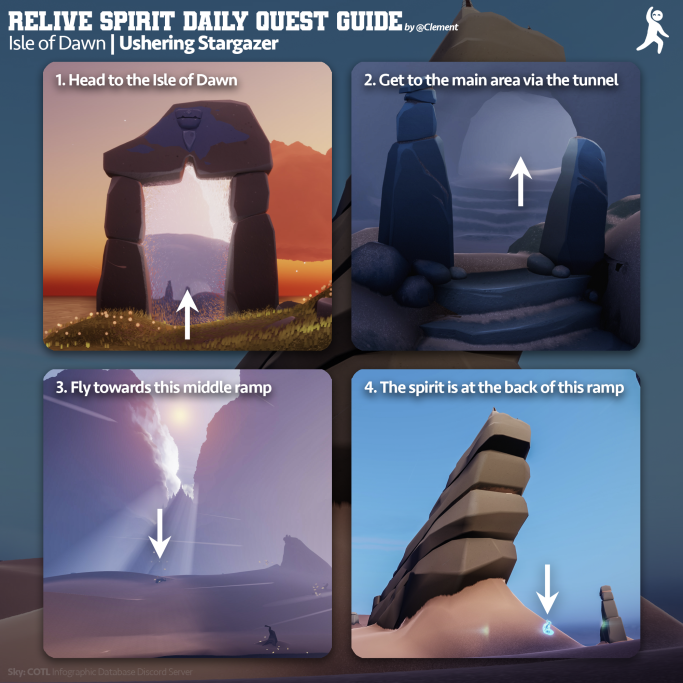 RELIVE SPIRIT DAILY QUEST GUIDE by @Clement
Isle of Dawn | Ushering Stargazer
1. Head to the Isle of Dawn
2. Get to the main area via the tunnel
3. Fly towards this middle ramp
4. The spirit is at the back of this ramp
Sky: COTL Infographic Database Discord Server